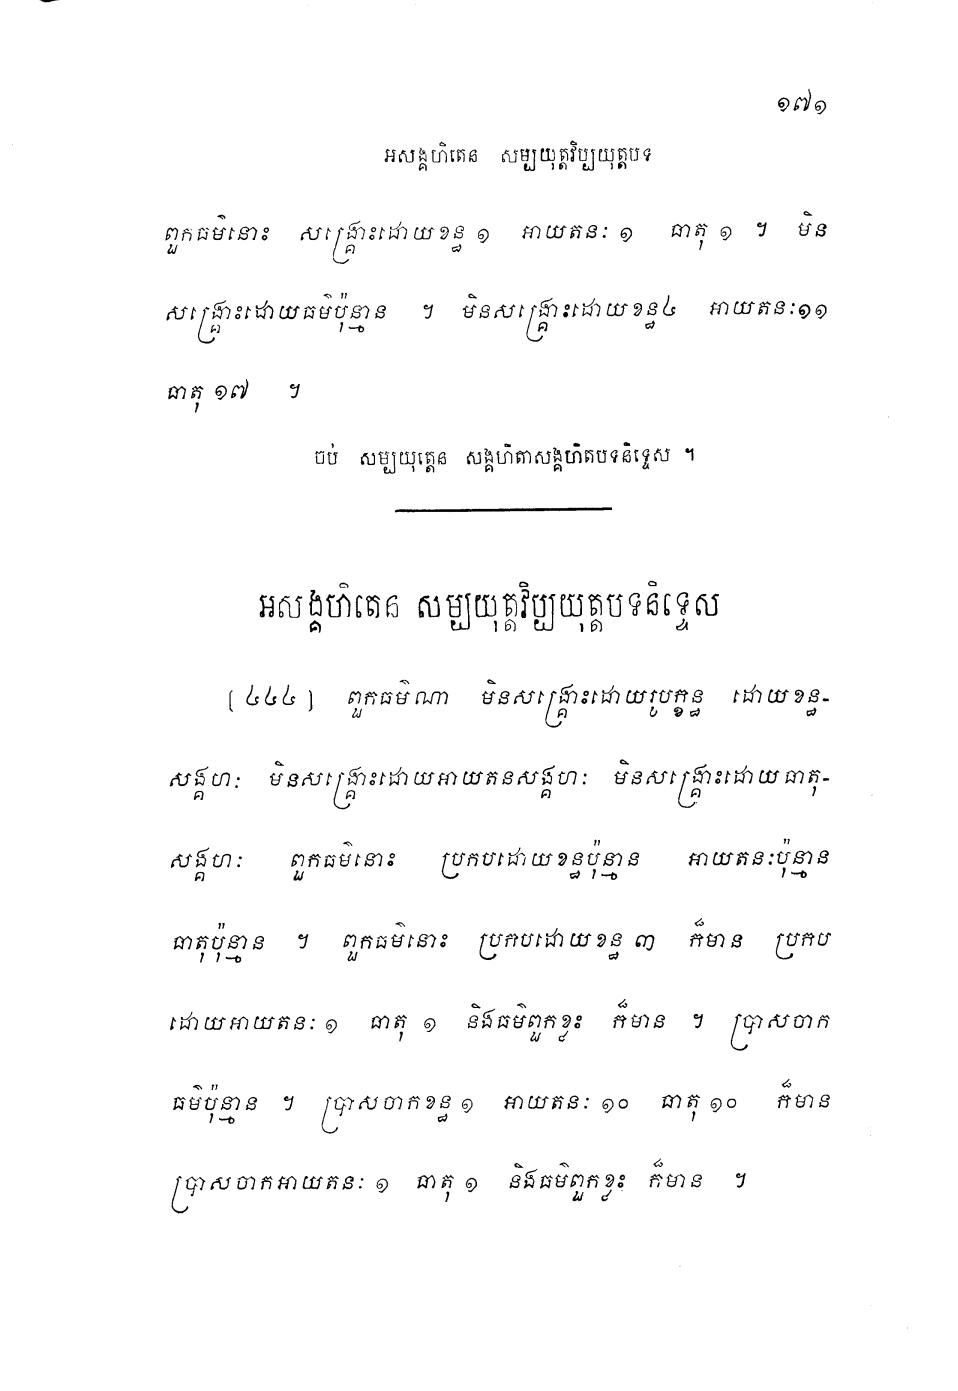 ១៧១
អសង្គហិតេន សម្បយុត្តវិប្បយុត្តបទ
ពួកធម៌នោះ សង្គ្រោះដោយខន្ធ ១ អាយតនៈ ១ ធាតុ ១ ។ មិន
សង្គ្រោះដោយធម៌ប៉ុន្មាន ។ មិនសង្គ្រោះដោយខន្ធ៤ អាយតនៈ១១
ធាតុ ១៧ ។
ចប់ សម្បយុត្តេន សង្គហិតាសង្គហិតបទនិទ្ទេស ។
អសង្គហិតេន សម្បយុត្តវិប្បយុត្តបទនិទ្ទេស
[ ៤៤៤ ] ពួកធម៌ណា មិនសង្គ្រោះដោយរូបក្ខន្ធ ដោយខន្ធ-
សង្គហៈ មិនសង្គ្រោះដោយអាយតនសង្គហៈ មិនសង្គ្រោះដោយធាតុ-
សង្គហៈ ពួកធម៌នោះ ប្រកបដោយខន្ធប៉ុន្មាន អាយតនៈប៉ុន្មាន
ធាតុប៉ុន្មាន ។ ពួកធម៌នោះ ប្រកបដោយខន្ធ ៣ ក៏មាន ប្រកប
ដោយអាយតនៈ ១ ធាតុ ១ និងធម៌ពួកខ្លះ ក៏មាន ។ ប្រាសចាក
ធម៌ប៉ុន្មាន ។ ប្រាសចាកខន្ធ ១ អាយតនៈ ១០ ធាតុ ១០ ក៏មាន
ប្រាសចាកអាយតនៈ ១ ធាតុ ១ និងធម៌ពួកខ្លះ ក៏មាន ។